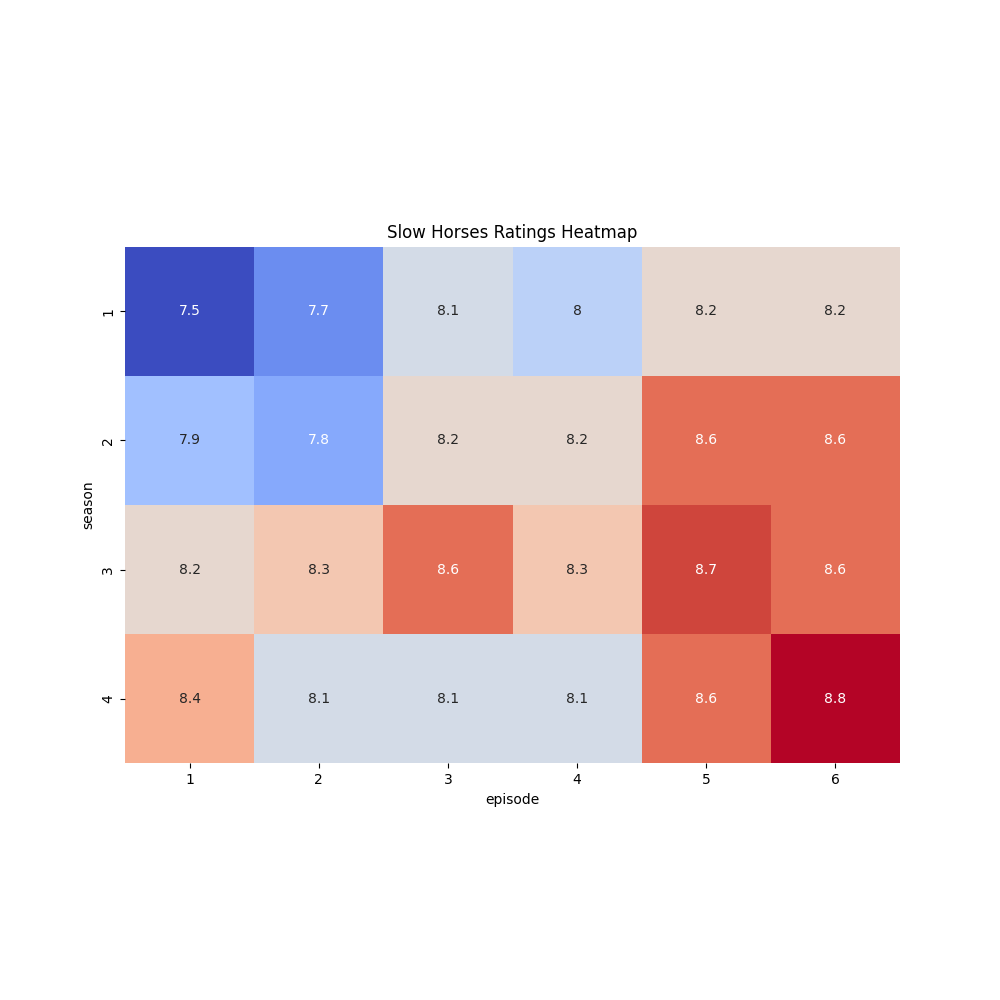 Slow Horses Ratings Heatmap
1 7.5 7.7 8.1 8 8.2 8.2
2 7.9 7.8 8.2 8.2 8.6 8.6
season
3 8.2 8.3 8.6 8.3 8.7 8.6
4 8.4 8.1 8.1 8.1 8.6 8.8
1 2 3 4 5 6
episode